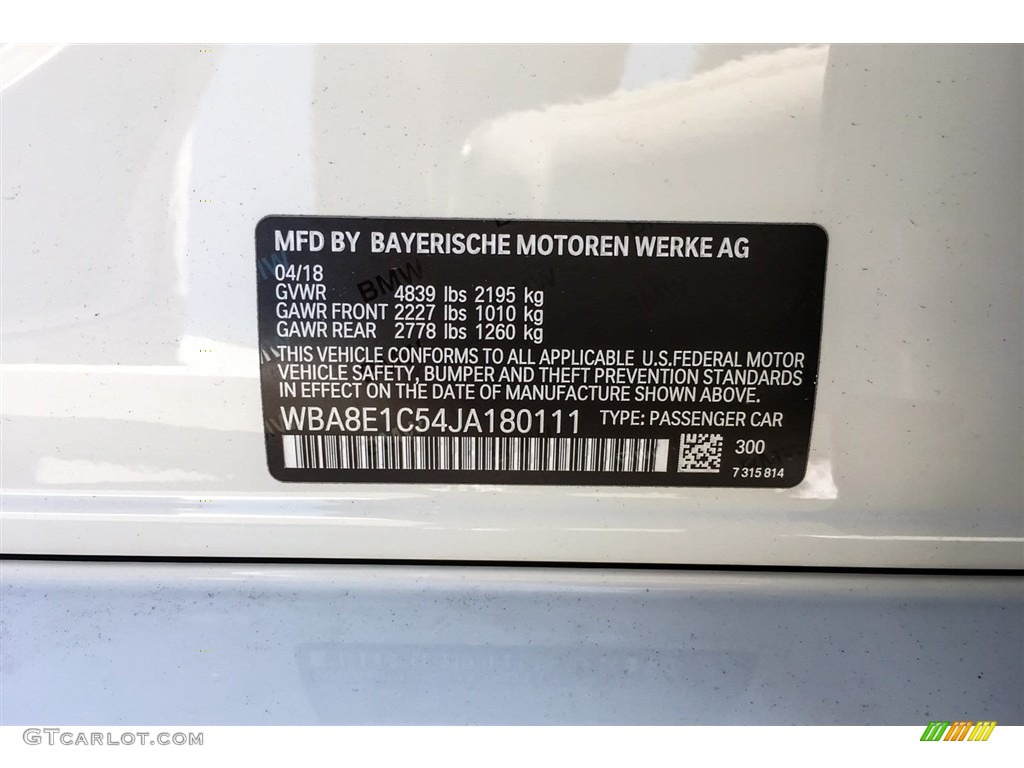 MFD BY BAYERISCHE MOTOREN WERKE AG
04/18
GVWR 4839 lbs 2195 kg
GAWR FRONT 2227 lbs 1010 kg
GAWR REAR 2778 lbs 1260 kg
THIS VEHICLE CONFORMS TO ALL APPLICABLE U.S.FEDERAL MOTOR
VEHICLE SAFETY, BUMPER AND THEFT PREVENTION STANDARDS
IN EFFECT ON THE DATE OF MANUFACTURE SHOWN ABOVE.
WBA8E1C54JA180111 TYPE: PASSENGER CAR
300
7 315 814
BMW
GTCarLot.com